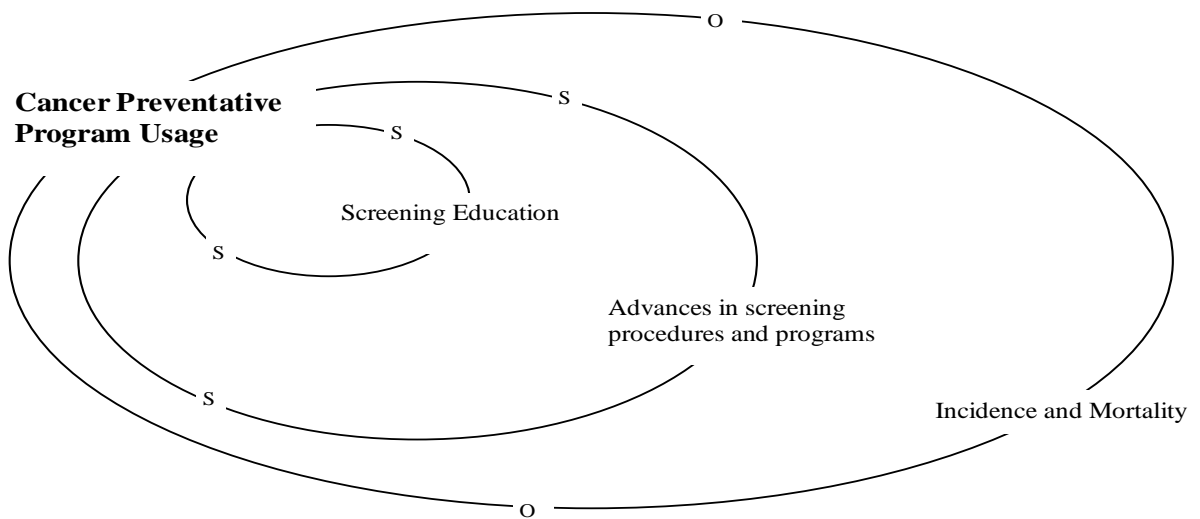 O
Cancer Preventative
Program Usage
S
S
Screening Education
S
Advances in screening
procedures and programs
S
Incidence and Mortality
O